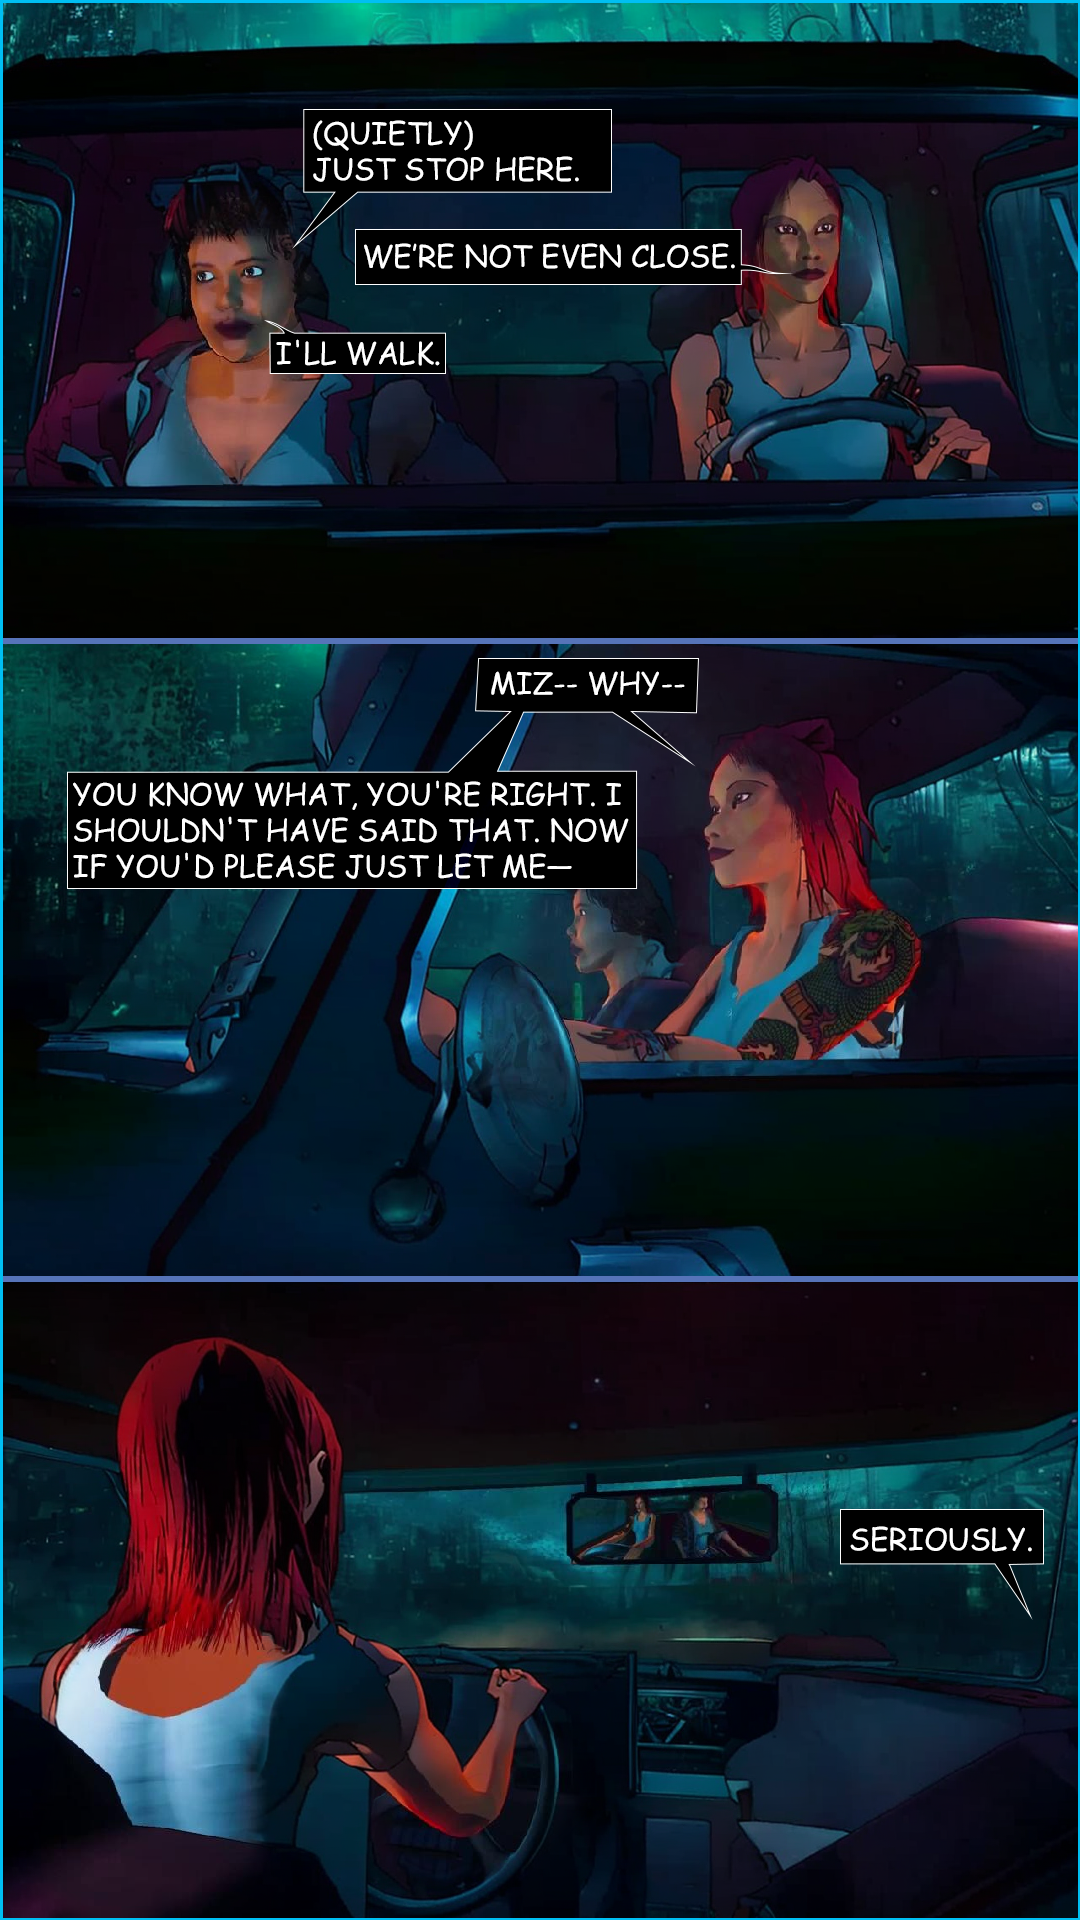 (QUIETLY)
JUST STOP HERE.
WE'RE NOT EVEN CLOSE.
I'LL WALK.
MIZ-- WHY--
YOU KNOW WHAT, YOU'RE RIGHT. I
SHOULDN'T HAVE SAID THAT. NOW
IF YOU'D PLEASE JUST LET ME—
SERIOUSLY.